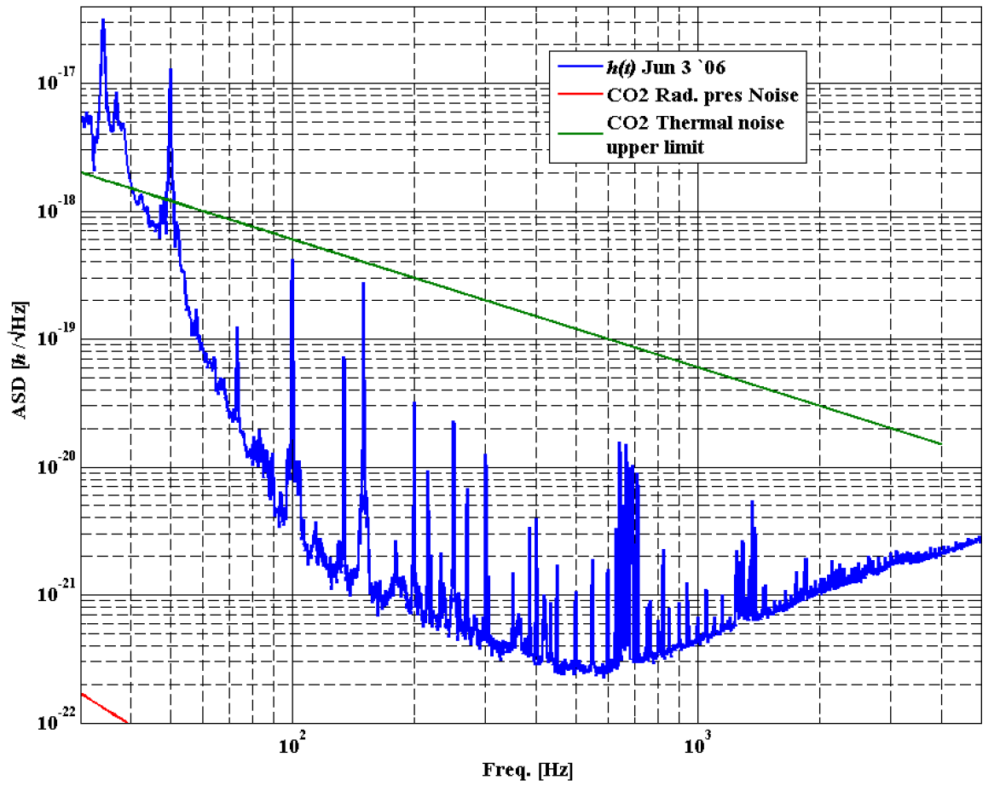 10^-17
10^-18
10^-19
10^-20
10^-21
10^-22
ASD [h /√Hz]
h(t) Jun 3 `06
CO2 Rad. pres Noise
CO2 Thermal noise
upper limit
10^2
10^3
Freq. [Hz]